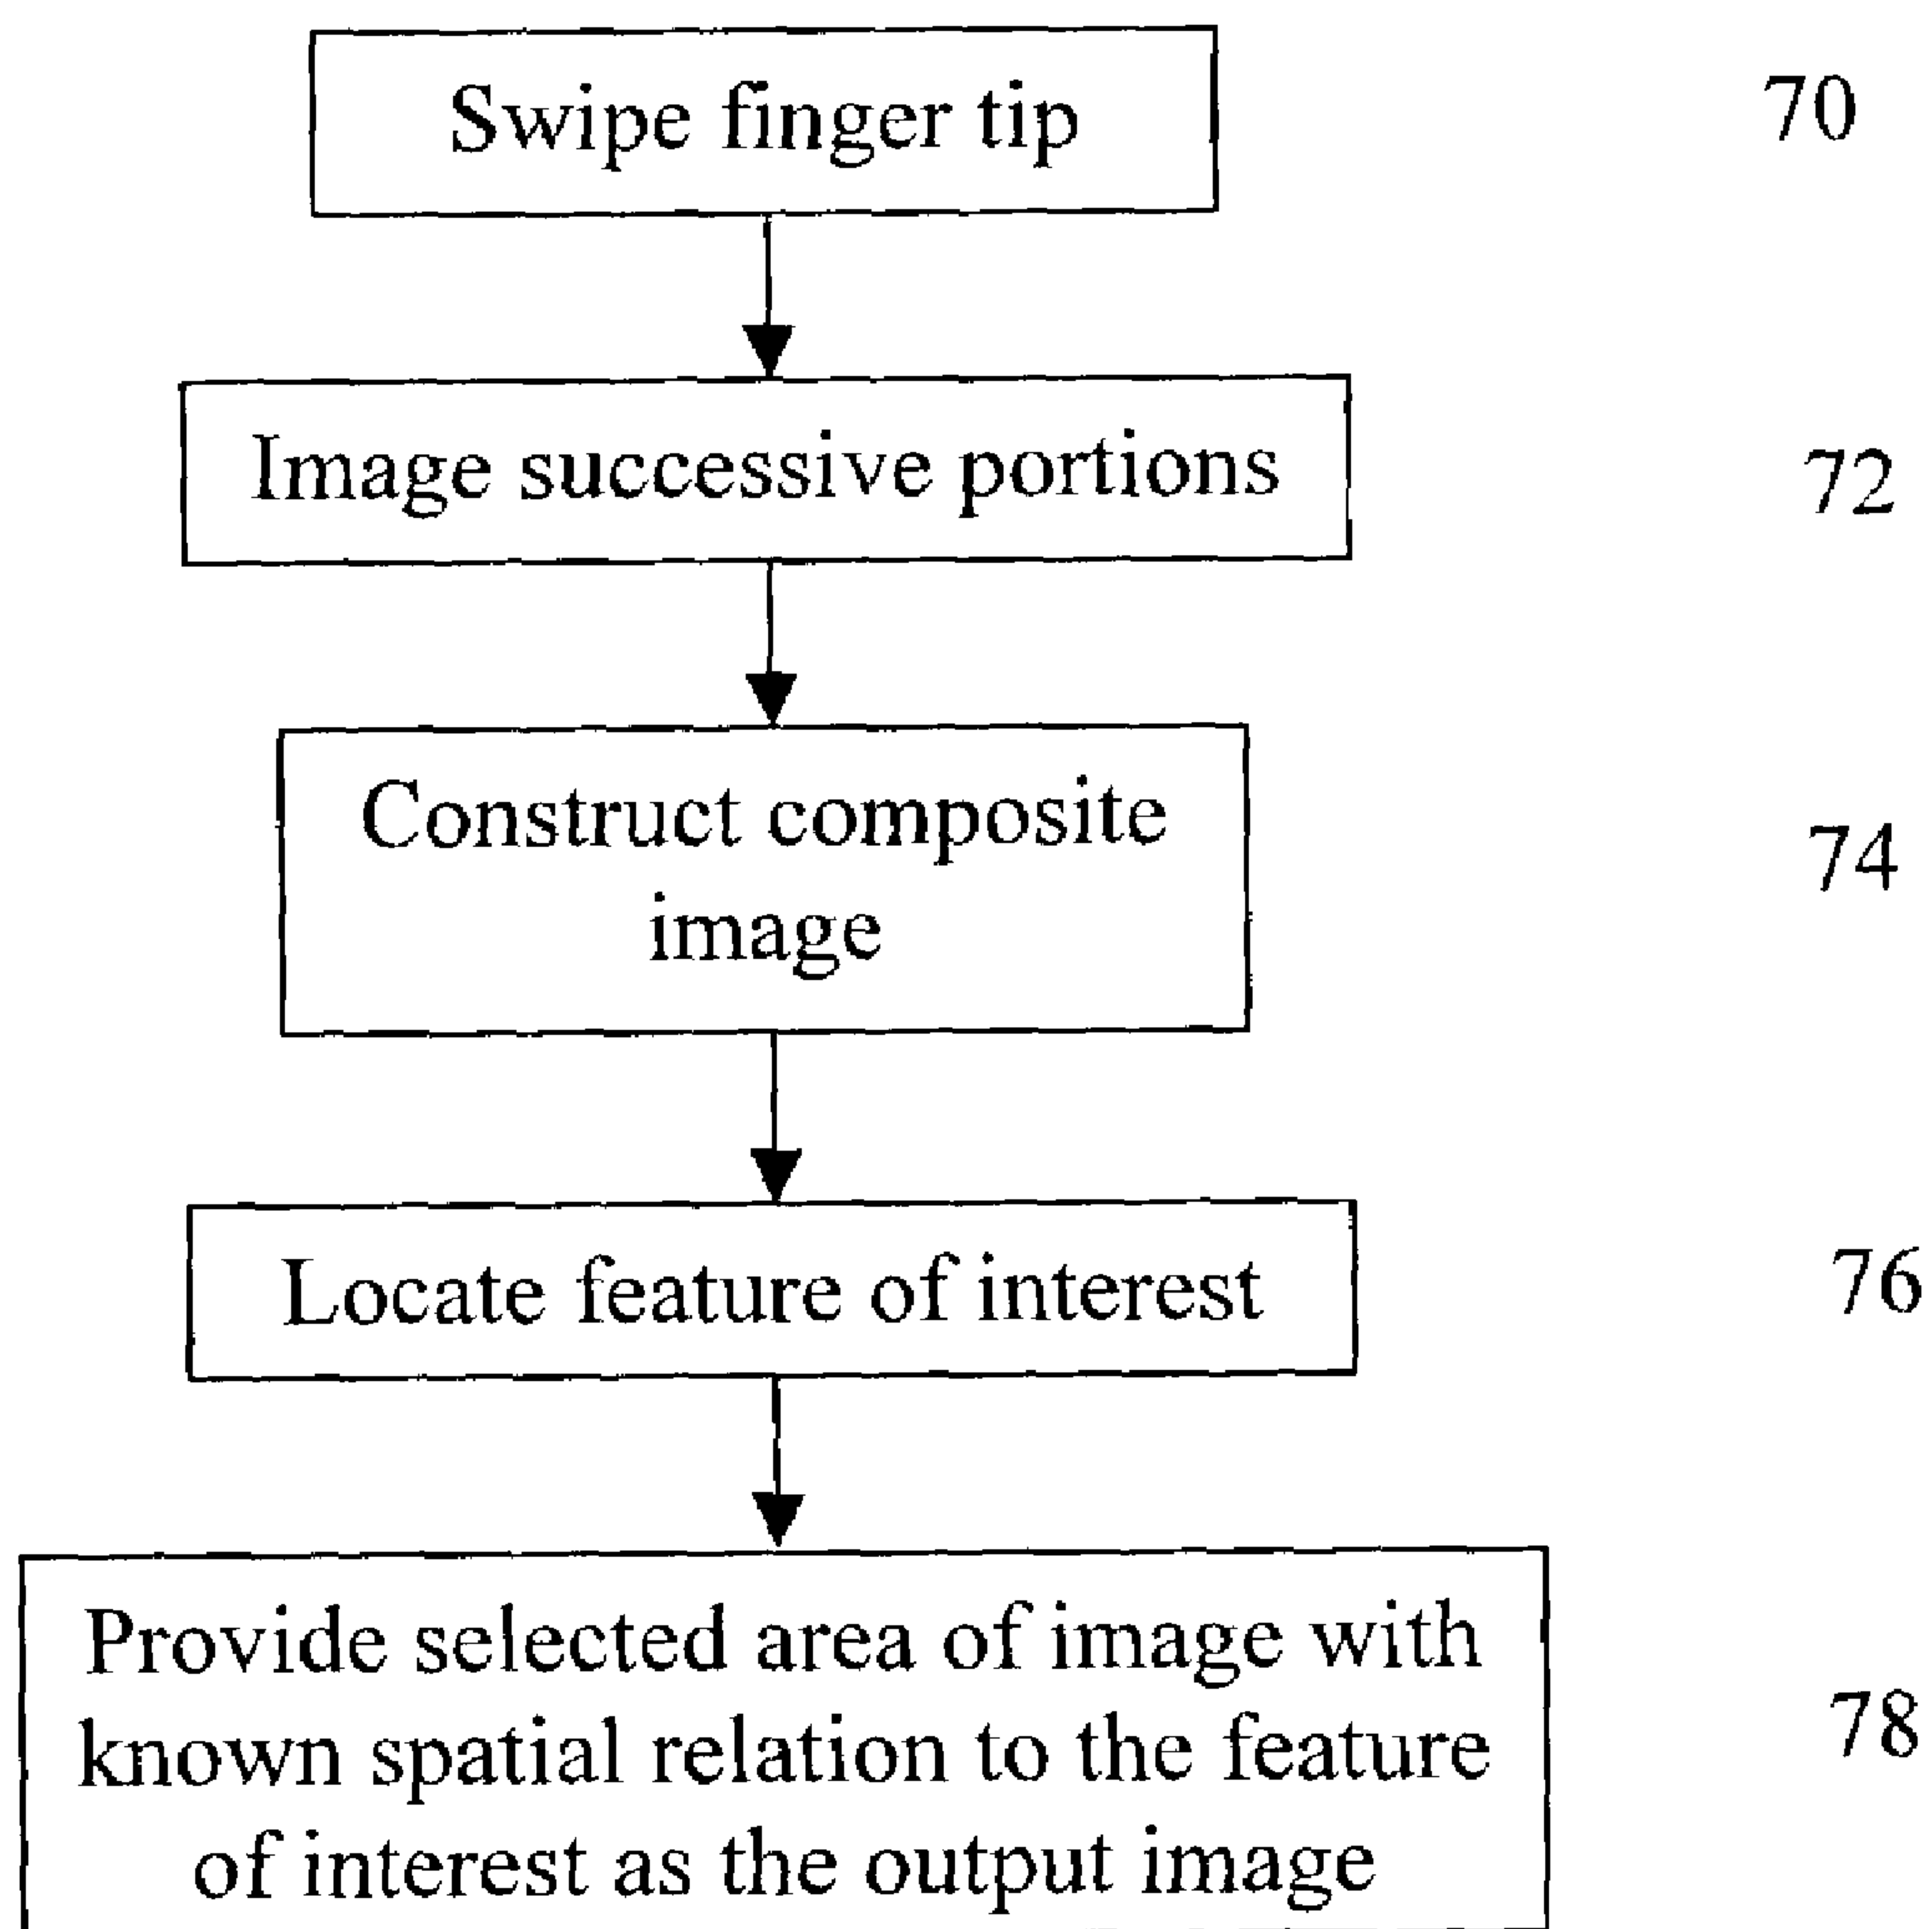 Swipe finger tip
70
Image successive portions
72
Construct composite
image
74
Locate feature of interest
76
Provide selected area of image with
known spatial relation to the feature
of interest as the output image
78